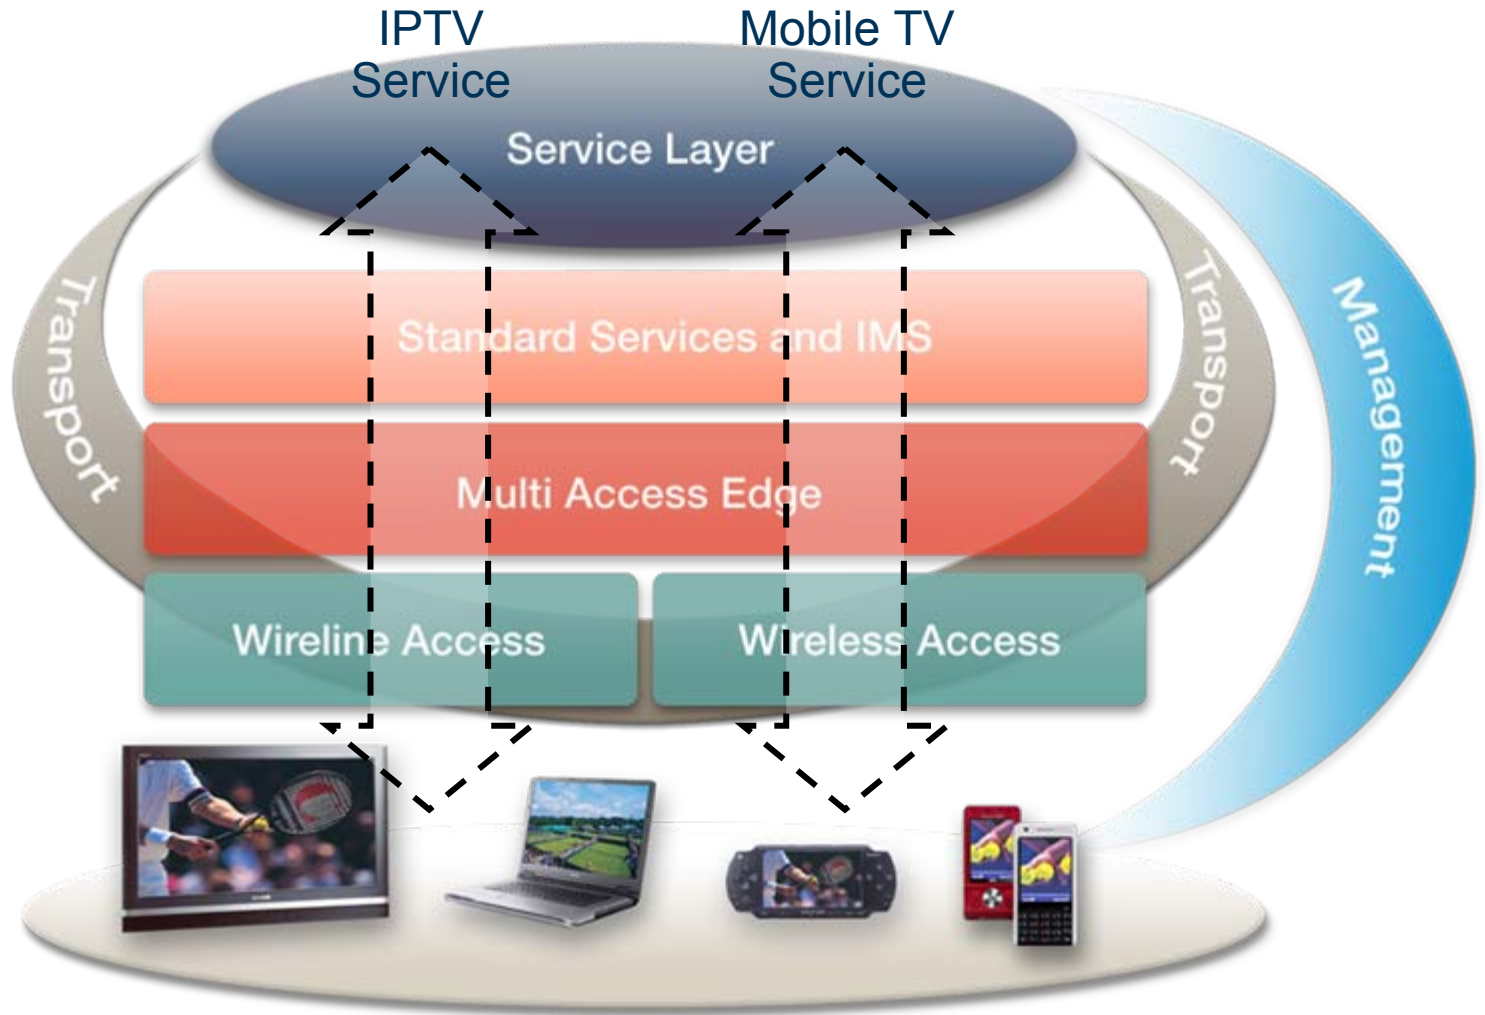 IPTV
Service
Mobile TV
Service
Service Layer
Transport
Transport
Management
Standard Services and IMS
Multi Access Edge
Wireline Access
Wireless Access